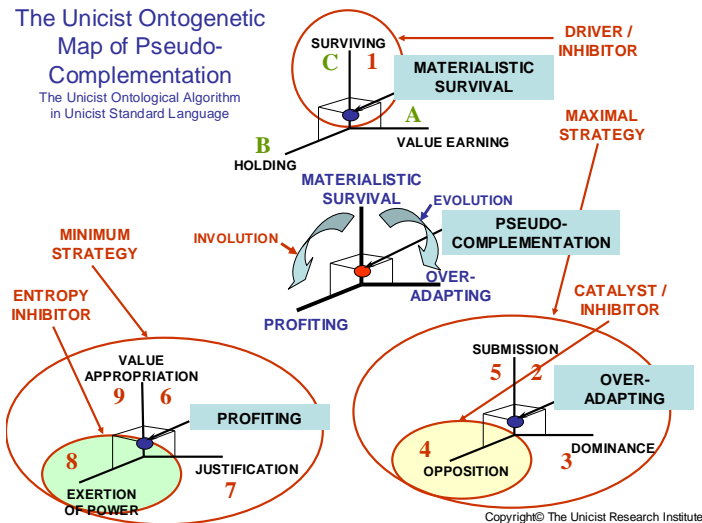 The Unicist Ontogenetic
Map of Pseudo-
Complementation
The Unicist Ontological Algorithm
in Unicist Standard Language
DRIVER /
INHIBITOR
SURVIVING
C 1
MATERIALISTIC
SURVIVAL
A
B
VALUE EARNING
HOLDING
MAXIMAL
STRATEGY
MATERIALISTIC
SURVIVAL
EVOLUTION
INVOLUTION
PSEUDO-
COMPLEMENTATION
OVER-
ADAPTING
PROFITING
MINIMUM
STRATEGY
ENTROPY
INHIBITOR
CATALYST /
INHIBITOR
VALUE
APPROPRIATION
9 6
PROFITING
8
JUSTIFICATION
7
EXERTION
OF POWER
SUBMISSION
5 2
OVER-
ADAPTING
4
DOMINANCE
3
OPPOSITION
Copyright© The Unicist Research Institute